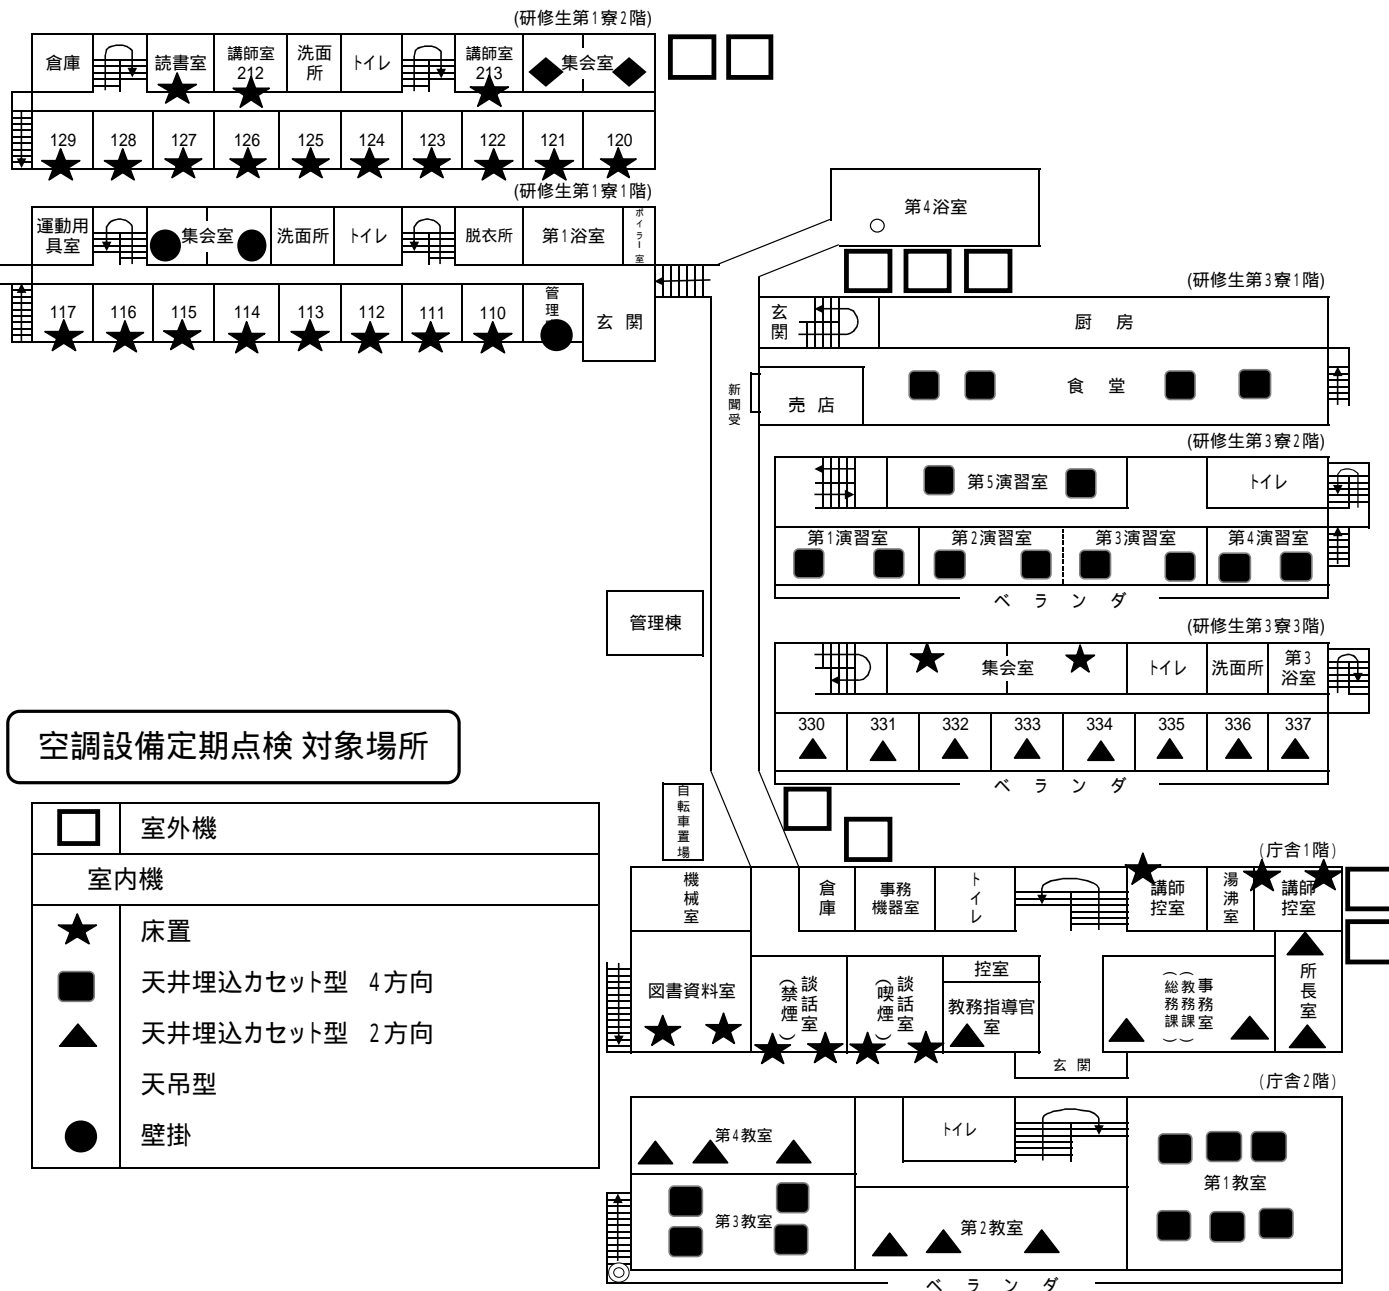 (研修生第1寮2階)
倉庫
読書室
講師室
212
洗面
所
トイレ
講師室
213
集会室
129
128
127
126
125
124
123
122
121
120
(研修生第1寮1階)
運動用
具室
集会室
洗面所
トイレ
脱衣所
第1浴室
ボイラー室
117
116
115
114
113
112
111
110
管理
玄 関
第4浴室
(研修生第3寮1階)
玄
関
厨 房
食 堂
売 店
新聞受
(研修生第3寮2階)
第5演習室
トイレ
第1演習室
第2演習室
第3演習室
第4演習室
ベ ラ ン ダ
管理棟
(研修生第3寮3階)
集会室
トイレ
洗面所
第3
浴室
330
331
332
333
334
335
336
337
ベ ラ ン ダ
空調設備定期点検 対象場所
室外機
室内機
床置
天井埋込カセット型 4方向
天井埋込カセット型 2方向
天吊型
壁掛
自転車置場
(庁舎1階)
機械室
倉庫
事務
機器室
トイレ
講師
控室
湯沸室
講師
控室
図書資料室
談話室
(禁煙)
談話室
(喫煙)
控室
教務指導官
室
事務室
(教務課)
(総務課)
所長室
玄 関
(庁舎2階)
第4教室
トイレ
第1教室
第3教室
第2教室
ベ ラ ン ダ